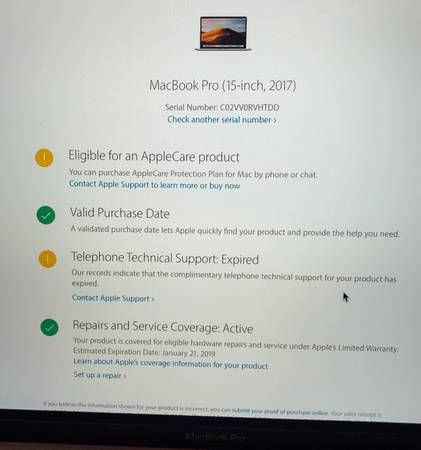 MacBook Pro (15-inch, 2017)
Serial Number: C02VV0RVHTDD
Check another serial number >
! Eligible for an AppleCare product
You can purchase AppleCare Protection Plan for Mac by phone or chat.
Contact Apple Support to learn more or buy now
Valid Purchase Date
A validated purchase date lets Apple quickly find your product and provide the help you need.
! Telephone Technical Support: Expired
Our records indicate that the complimentary telephone technical support for your product has
expired.
Contact Apple Support >
Repairs and Service Coverage: Active
Your product is covered for eligible hardware repairs and service under Apple's Limited Warranty.
Estimated Expiration Date: January 21, 2019
Learn about Apple's coverage information for your product
Set up a repair >
If you believe the information shown for your product is incorrect, you can submit your proof of purchase online. Your sales receipt is
MacBook Pro